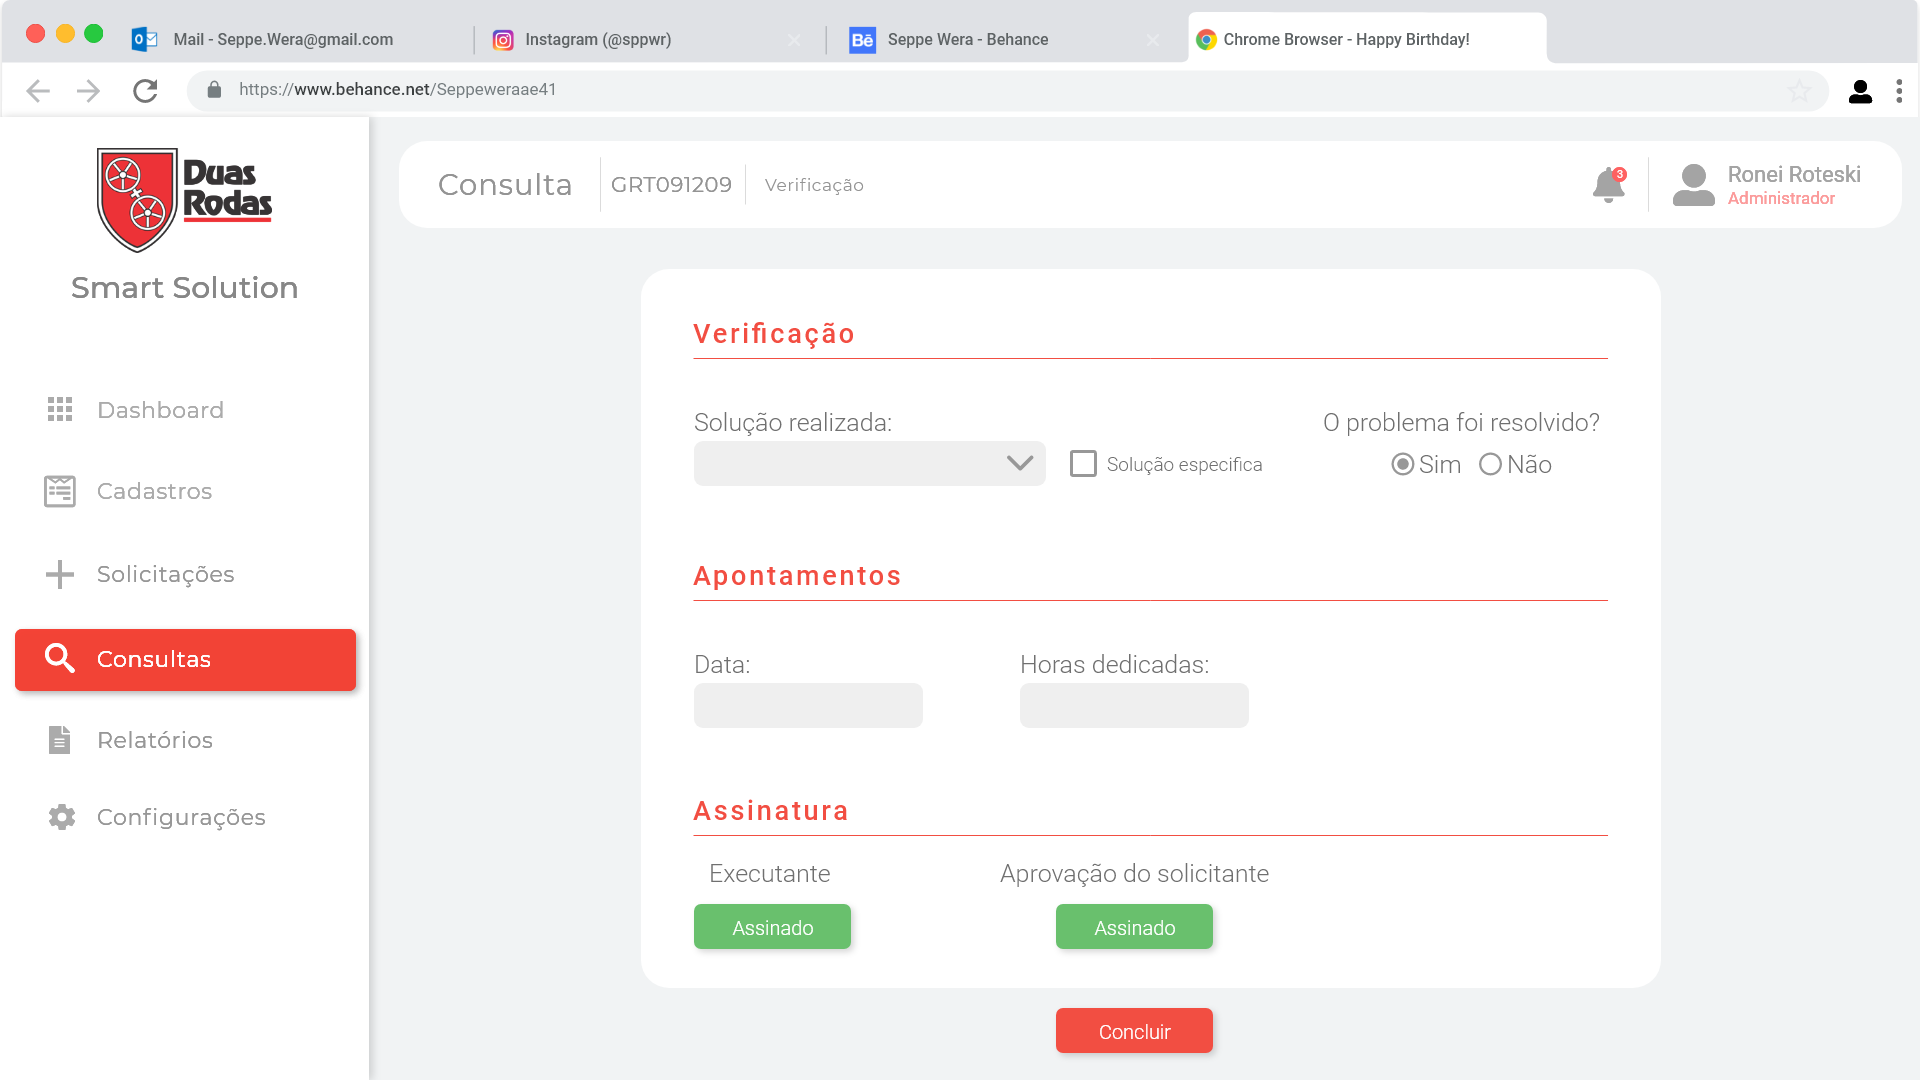 Mail - Seppe.Wera@gmail.com
Instagram (@sppwr)
Bē
Seppe Wera - Behance
Chrome Browser - Happy Birthday!
https://www.behance.net/Seppeweraae41
Duas
Rodas
Smart Solution
Consulta
GRT091209
Verificação
3
Ronei Roteski
Administrador
Dashboard
Cadastros
Solicitações
Consultas
Relatórios
Configurações
Verificação
Solução realizada:
O problema foi resolvido?
Solução especifica
Sim
Não
Apontamentos
Data:
Horas dedicadas:
Assinatura
Executante
Aprovação do solicitante
Assinado
Assinado
Concluir